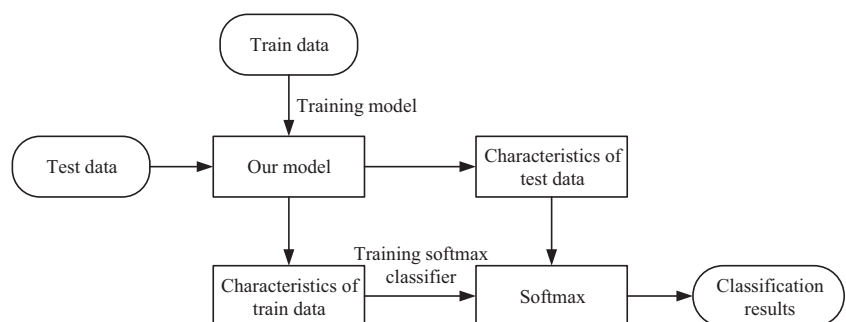 Train data
Training model
Test data
Our model
Characteristics of
test data
Training softmax
classifier
Characteristics of
train data
Softmax
Classification
results